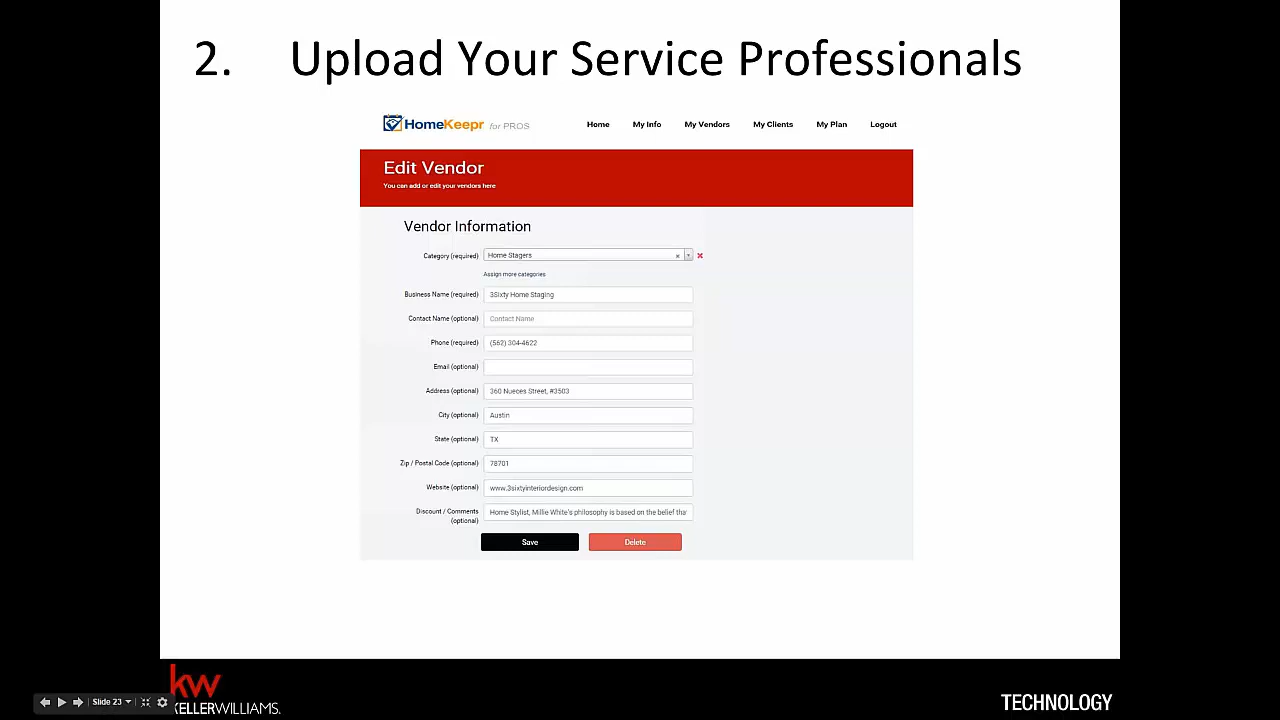 2. Upload Your Service Professionals
HomeKeepr for PROS
Home My Info My Vendors My Clients My Plan Logout
Edit Vendor
You can add or edit your vendors here
Vendor Information
Category (required) Home Stagers
Assign more categories
Business Name (required) 3Sixty Home Staging
Contact Name (optional) Contact Name
Phone (required) (562) 304-4622
Email (optional)
Address (optional) 360 Nueces Street, #3503
City (optional) Austin
State (optional) TX
Zip / Postal Code (optional) 78701
Website (optional) www.3sixtyinteriordesign.com
Discount / Comments (optional) Home Stylist, Millie White's philosophy is based on the belief tha
Save Delete
kw
KELLERWILLIAMS.
TECHNOLOGY
Slide 23